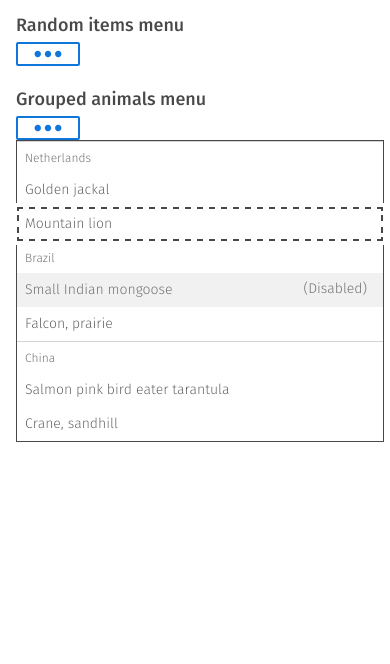 Random items menu
Grouped animals menu
Netherlands
Golden jackal
Mountain lion
Brazil
Small Indian mongoose (Disabled)
Falcon, prairie
China
Salmon pink bird eater tarantula
Crane, sandhill